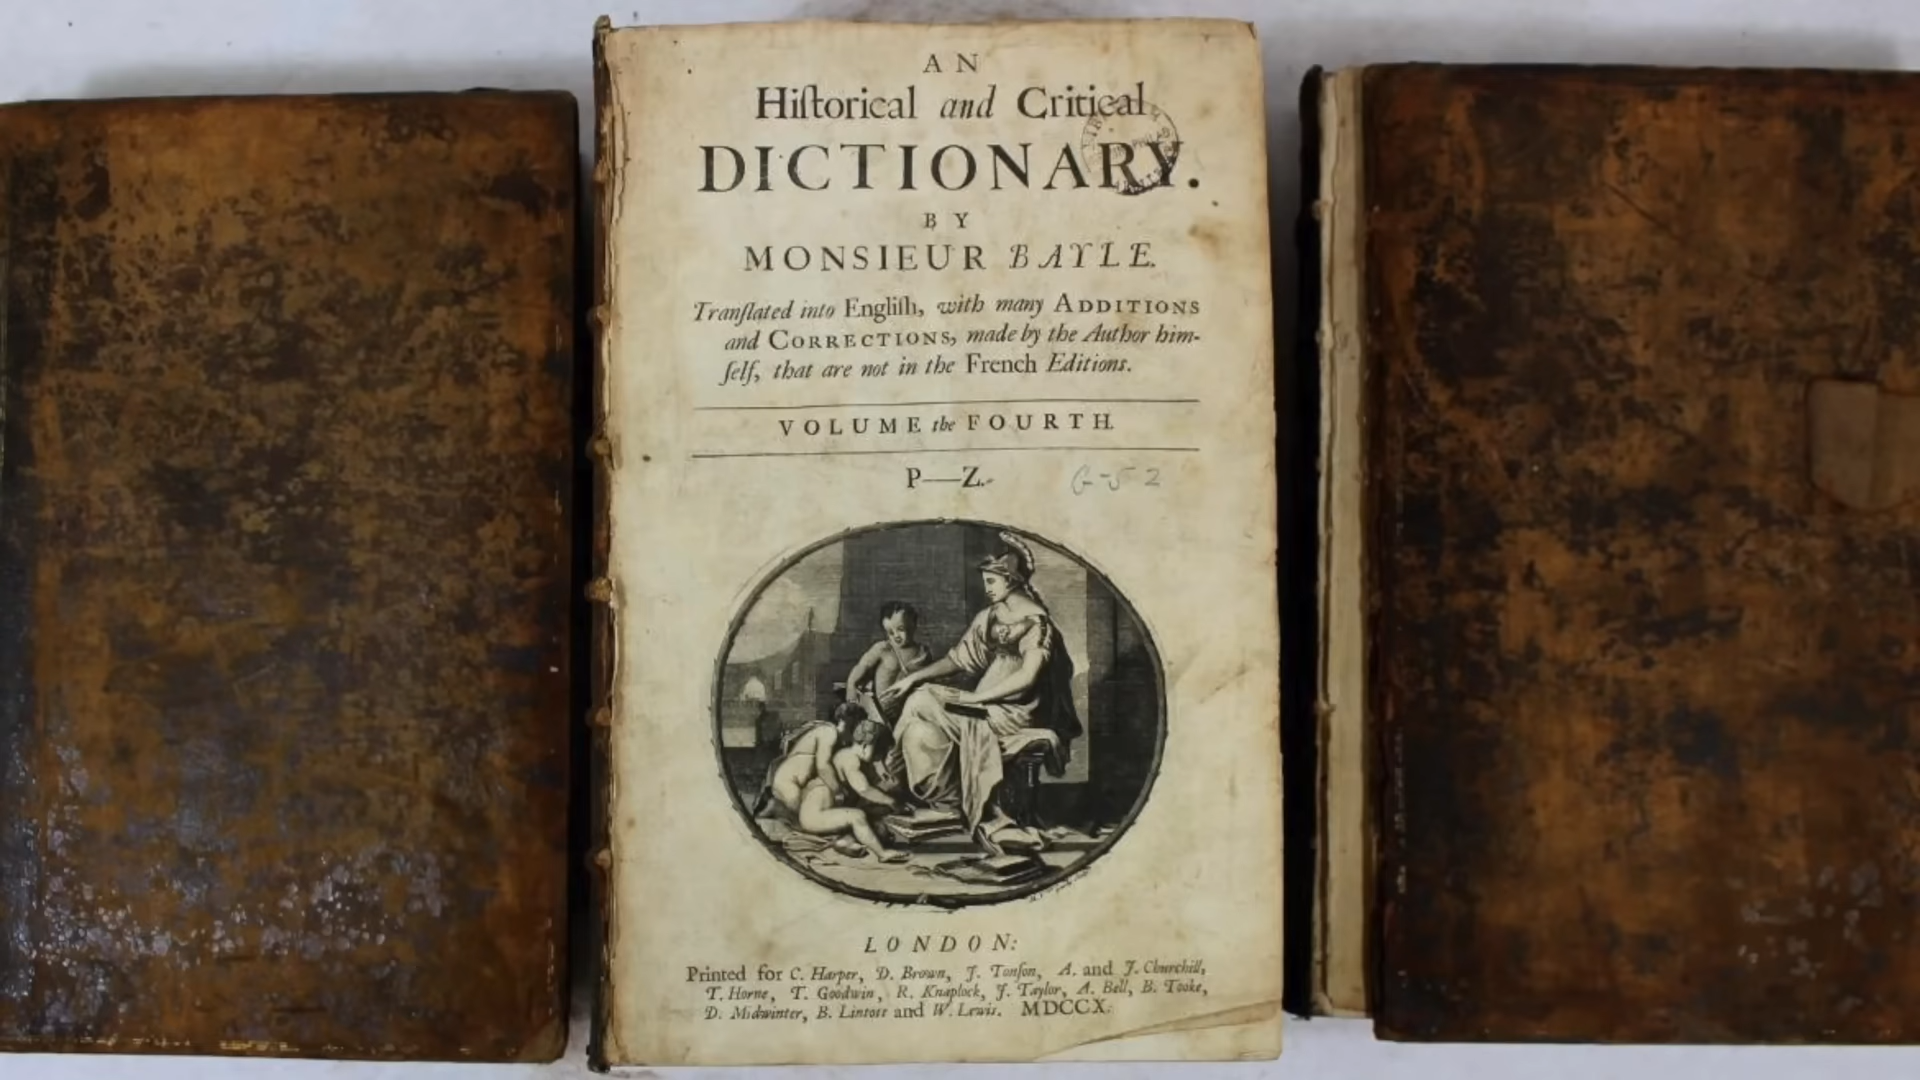 AN
Hiſtorical and Critical
DICTIONARY.
BY
MONSIEUR BAYLE.
Tranſlated into Engliſh, with many ADDITIONS
and CORRECTIONS, made by the Author him-
ſelf, that are not in the French Editions.
VOLUME the FOURTH.
P—Z.
G-52
LONDON:
Printed for C. Harper, D. Brown, J. Tonſon, A. and J. Churchill,
T. Horne, T. Goodwin, R. Knaplock, J. Taylor, A. Bell, B. Tooke,
D. Midwinter, B. Lintott and W. Lewis. MDCCX.